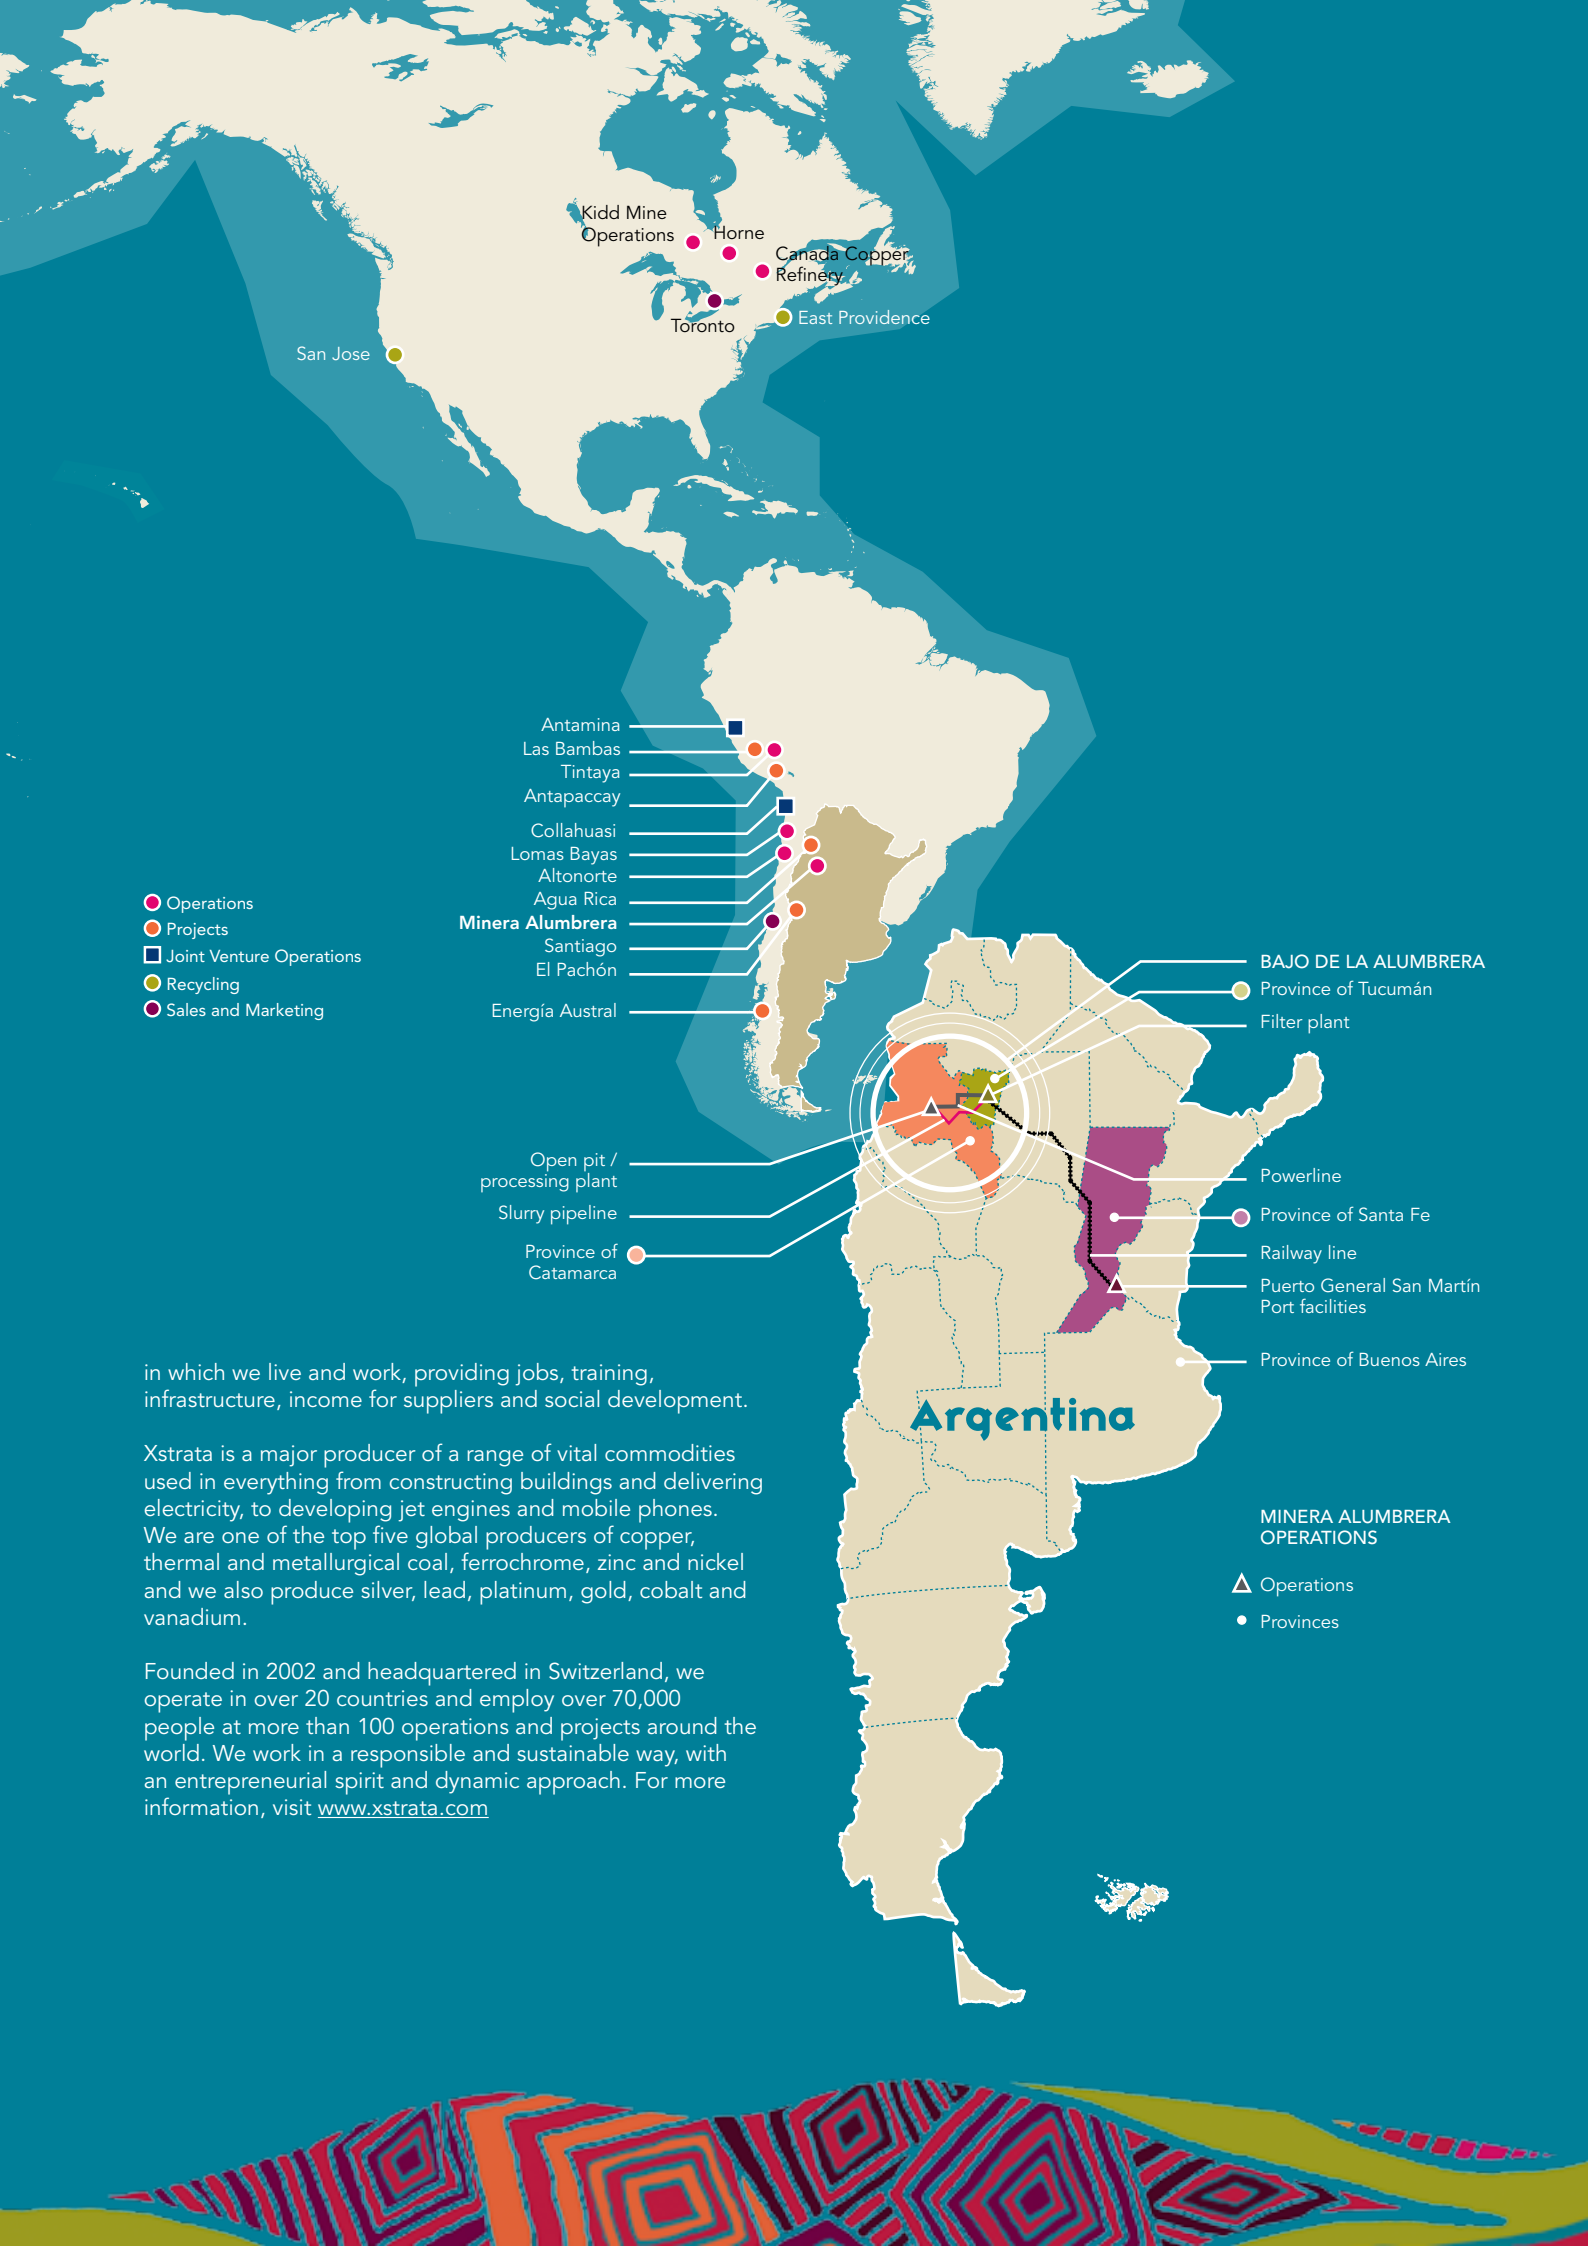 Kidd Mine
Operations
Horne
Canada Copper
Refinery
Toronto
East Providence
San Jose
Antamina
Las Bambas
Tintaya
Antapaccay
Collahuasi
Lomas Bayas
Altonorte
Agua Rica
Minera Alumbrera
Santiago
El Pachón
Energía Austral
Operations
Projects
Joint Venture Operations
Recycling
Sales and Marketing
BAJO DE LA ALUMBRERA
Province of Tucumán
Filter plant
Open pit /
processing plant
Slurry pipeline
Province of
Catamarca
Powerline
Province of Santa Fe
Railway line
Puerto General San Martín
Port facilities
Province of Buenos Aires
Argentina
MINERA ALUMBRERA
OPERATIONS
Operations
Provinces
in which we live and work, providing jobs, training,
infrastructure, income for suppliers and social development.
Xstrata is a major producer of a range of vital commodities
used in everything from constructing buildings and delivering
electricity, to developing jet engines and mobile phones.
We are one of the top five global producers of copper,
thermal and metallurgical coal, ferrochrome, zinc and nickel
and we also produce silver, lead, platinum, gold, cobalt and
vanadium.
Founded in 2002 and headquartered in Switzerland, we
operate in over 20 countries and employ over 70,000
people at more than 100 operations and projects around the
world. We work in a responsible and sustainable way, with
an entrepreneurial spirit and dynamic approach. For more
information, visit www.xstrata.com